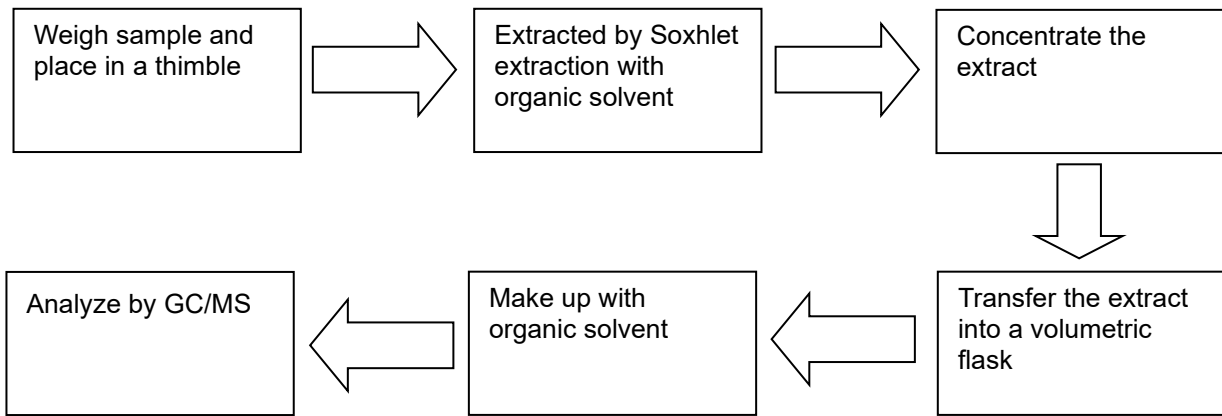 Weigh sample and
place in a thimble
Extracted by Soxhlet
extraction with
organic solvent
Concentrate the
extract
Transfer the extract
into a volumetric
flask
Make up with
organic solvent
Analyze by GC/MS